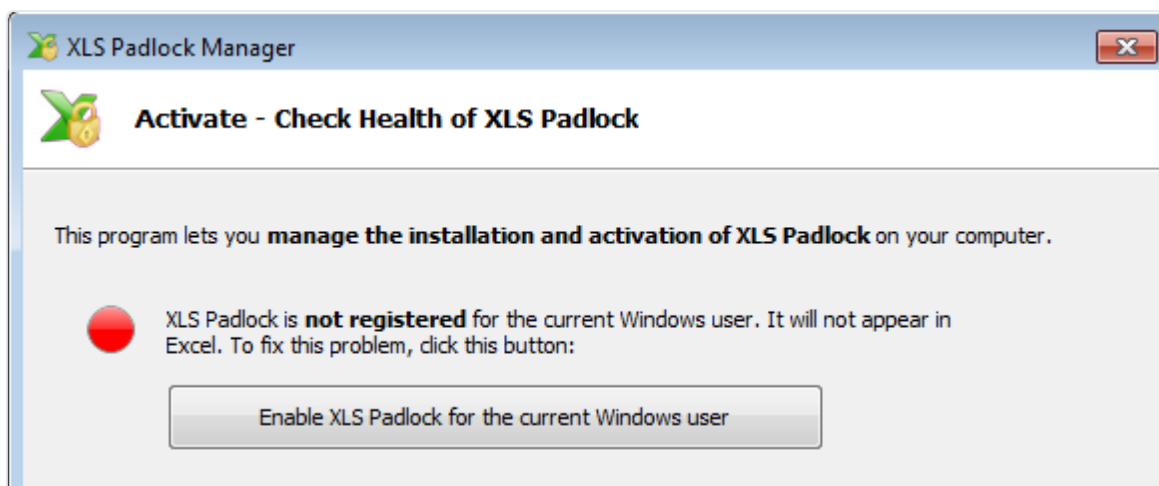 XLS Padlock Manager
Activate - Check Health of XLS Padlock
This program lets you manage the installation and activation of XLS Padlock on your computer.
XLS Padlock is not registered for the current Windows user. It will not appear in
Excel. To fix this problem, click this button:
Enable XLS Padlock for the current Windows user